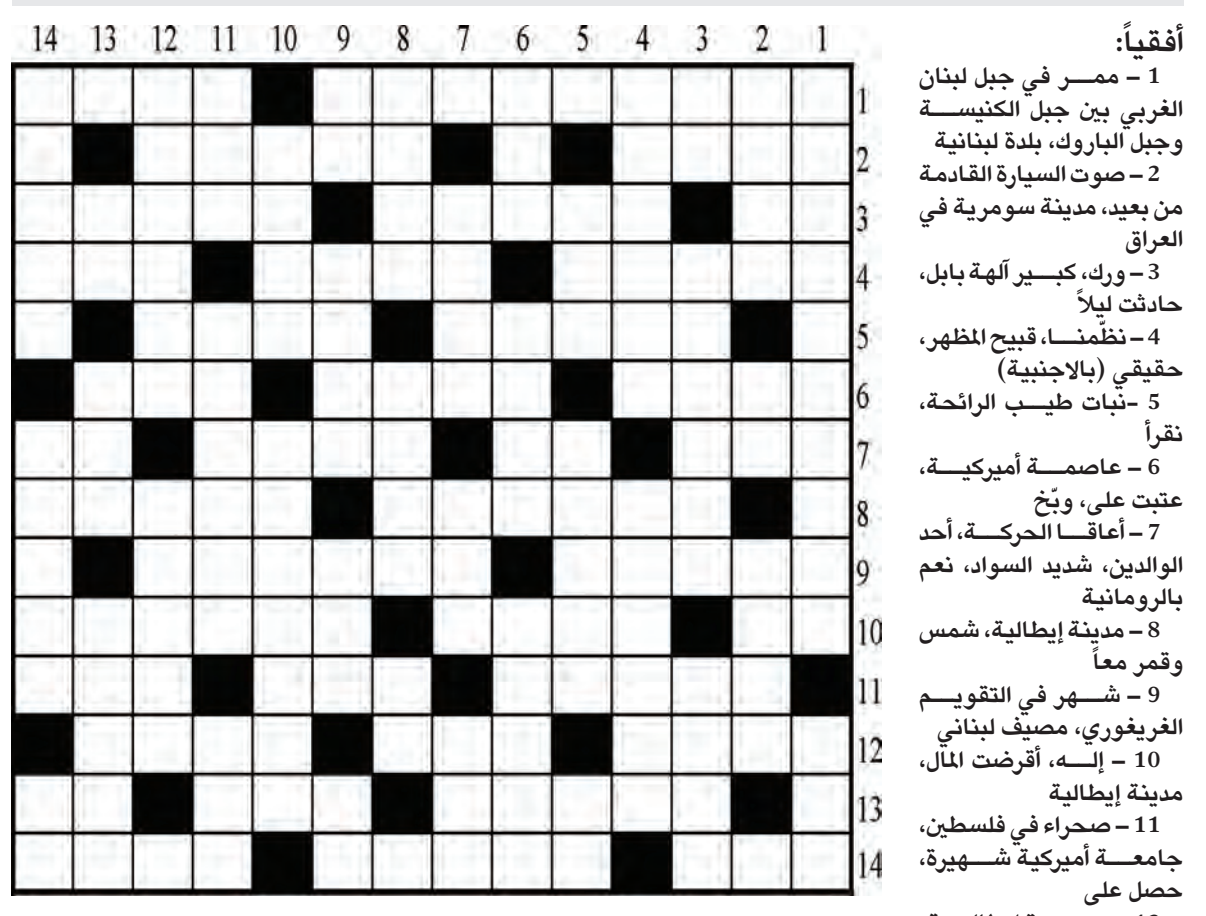 أفقياً:
1 – ممـــر في جبل لبنان
الغربي بين جبل الكنيســـة
وجبل الباروك، بلدة لبنانية
2 – صوت السيارة القادمة
من بعيد، مدينة سومرية في
العراق
3 – ورك، كبـــير آلهة بابل،
حادثت ليلاً
4 – نظّمنـــا، قبيح المظهر،
حقيقي (بالاجنبية)
5 -نبات طيـــب الرائحة،
نقرأ
6 – عاصمـــة أميركيـــة،
عتبت على، وبّخ
7 – أعاقـــا الحركـــة، أحد
الوالدين، شديد السواد، نعم
بالرومانية
8 – مدينة إيطالية، شمس
وقمر معاً
9 – شـــهر في التقويـــم
الغريغوري، مصيف لبناني
10 – إلـــه، أقرضت المال،
مدينة إيطالية
11 – صحراء في فلسطين،
جامعـــة أميركية شـــهيرة،
حصل على
14 13 12 11 10 9 8 7 6 5 4 3 2 1
1
2
3
4
5
6
7
8
9
10
11
12
13
14